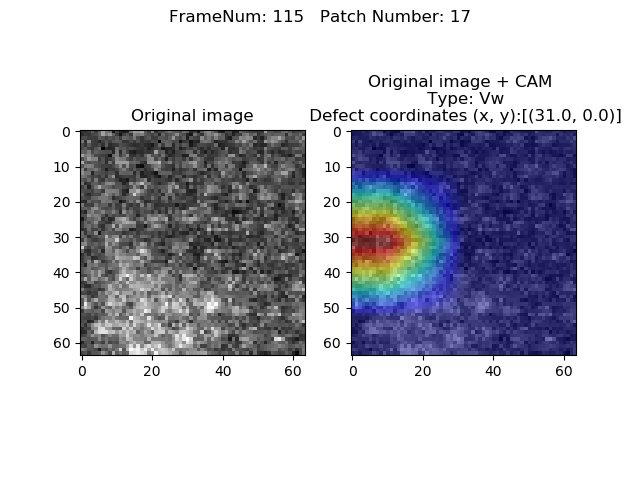 FrameNum: 115   Patch Number: 17
Original image
Original image + CAM
Type: Vw
Defect coordinates (x, y):[(31.0, 0.0)]
0
10
20
30
40
50
60
0 20 40 60
0
10
20
30
40
50
60
0 20 40 60